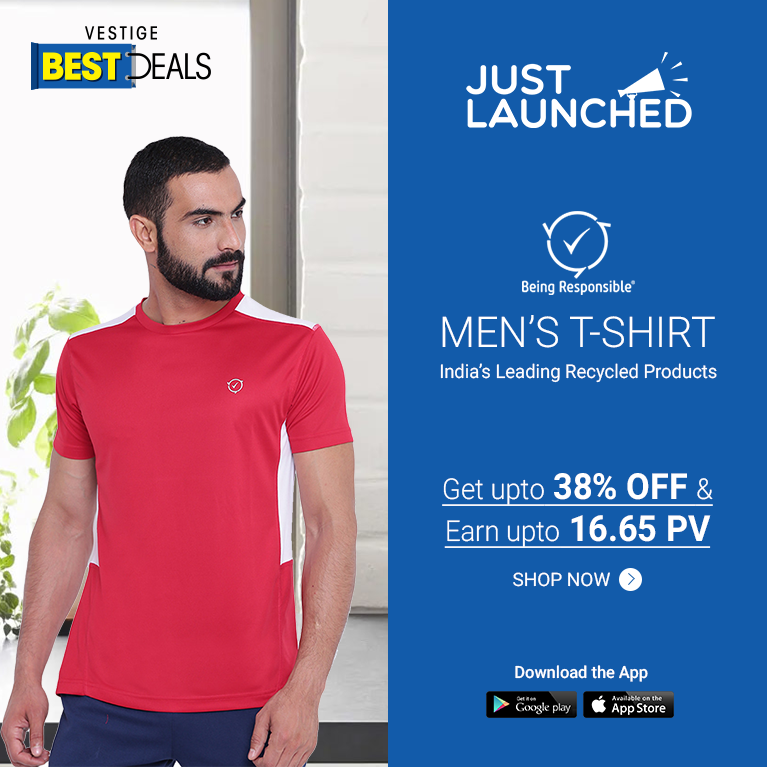 VESTIGE
BEST DEALS
JUST
LAUNCHED
Being Responsible®
MEN'S T-SHIRT
India's Leading Recycled Products
Get upto 38% OFF &
Earn upto 16.65 PV
SHOP NOW
Download the App
Get it on
Google play
Available on the
App Store